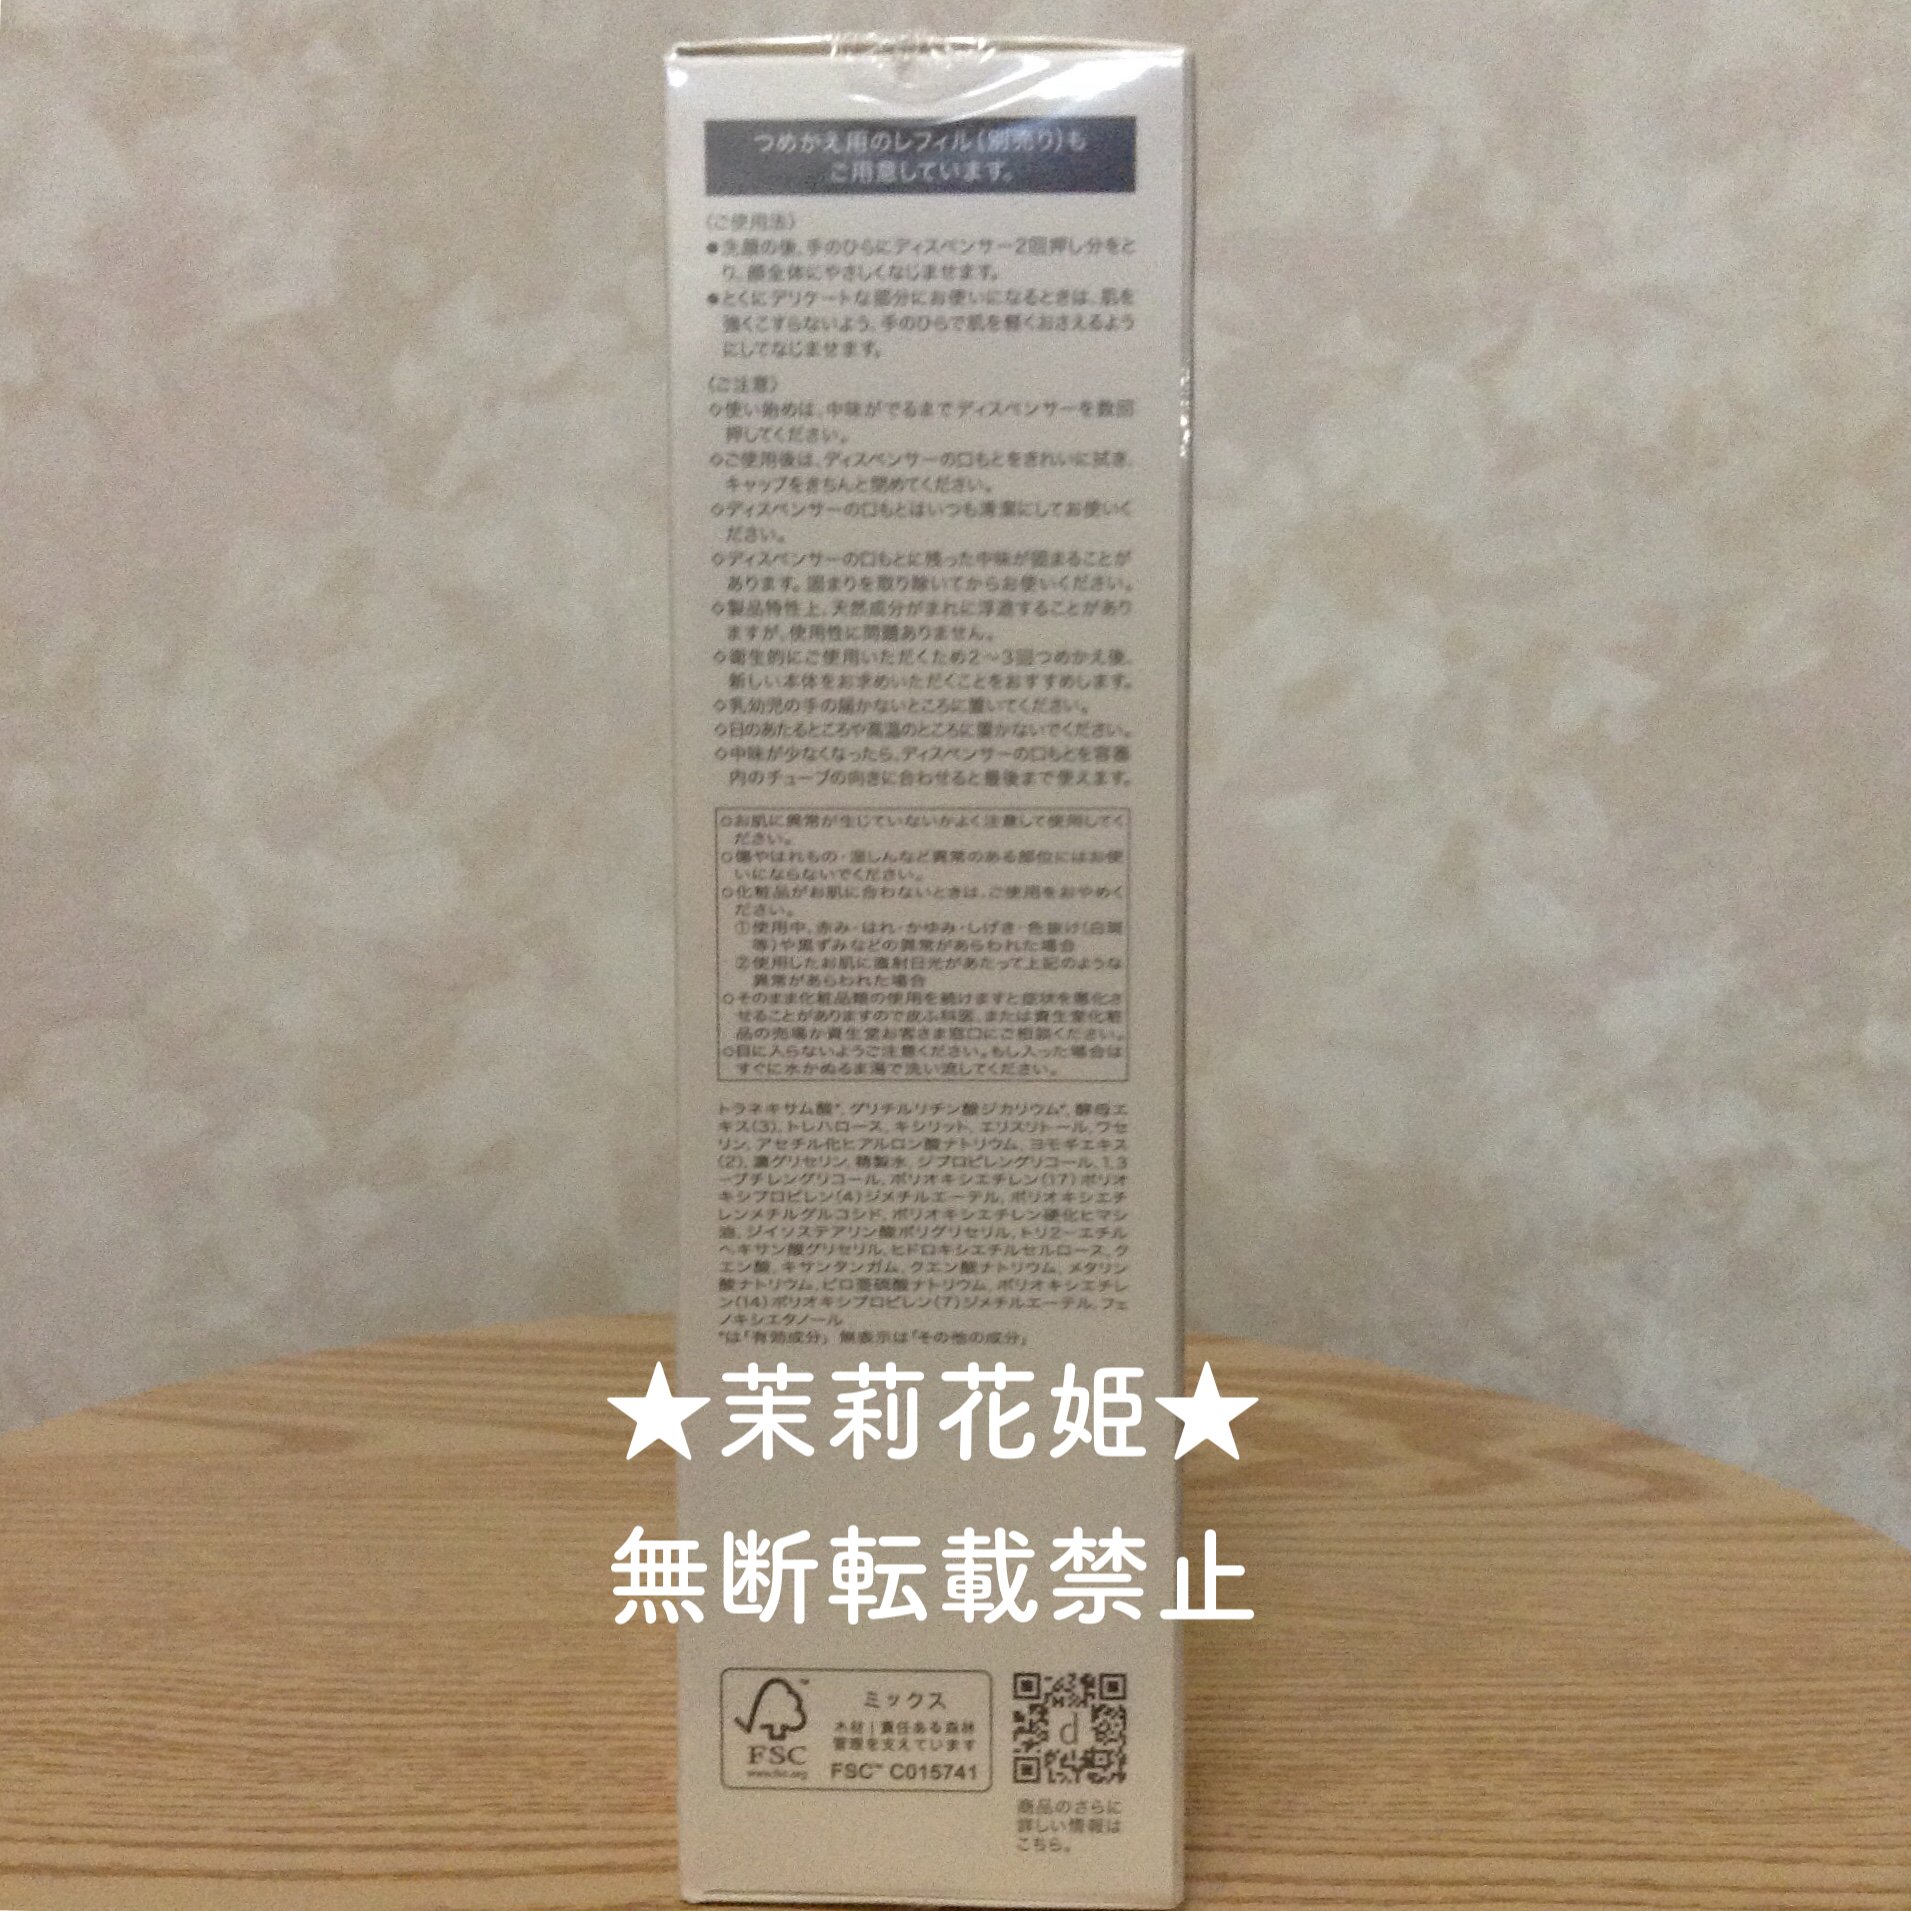 つめかえ用のレフィル(別売り)も
ご用意しています。
〈ご使用法〉
●洗顔の後、手のひらにディスペンサー2回押し分をと
り、顔全体にやさしくなじませます。
●とくにデリケートな部分にお使いになるときは、肌を
強くこすらないよう、手のひらで肌を軽くおさえるよう
にしてなじませます。
〈ご注意〉
◇使い始めは、中味がでるまでディスペンサーを数回
押してください。
◇ご使用後は、ディスペンサーの口もとをきれいに拭き、
キャップをきちんと閉めてください。
◇ディスペンサーの口もとはいつも清潔にしてお使いく
ださい。
◇ディスペンサーの口もとに残った中味が固まることが
あります。固まりを取り除いてからお使いください。
◇製品特性上、天然成分がまれに浮遊することがあり
ますが、使用性に問題ありません。
◇衛生的にご使用いただくため2～3回つめかえ後、
新しい本体をお求めいただくことをおすすめします。
◇乳幼児の手の届かないところに置いてください。
◇日のあたるところや高温のところに置かないでください。
◇中味が少なくなったら、ディスペンサーの口もとを容器
内のチューブの向きに合わせると最後まで使えます。
○お肌に異常が生じていないかよく注意して使用してく
ださい。
○傷やはれもの・湿しんなど異常のある部位にはお使
いにならないでください。
○化粧品がお肌に合わないときは、ご使用をおやめく
ださい。
①使用中、赤み・はれ・かゆみ・しげき・色抜け(白斑
等)や黒ずみなどの異常があらわれた場合
②使用したお肌に直射日光があたって上記のような
異常があらわれた場合
○そのまま化粧品類の使用を続けますと症状を悪化さ
せることがありますので皮ふ科医、または資生堂化粧
品の売場か資生堂お客さま窓口にご相談ください。
○目に入らないようご注意ください。もし入った場合は
すぐに水かぬるま湯で洗い流してください。
トラネキサム酸*, グリチルリチン酸ジカリウム*, 酵母エ
キス(3), トレハロース, キシリット, エリスリトール, ワセ
リン, アセチル化ヒアルロン酸ナトリウム, ヨモギエキス
(2), 濃グリセリン, 精製水, ジプロピレングリコール, 1,3
-ブチレングリコール, ポリオキシエチレン(17)ポリオ
キシプロピレン(4)ジメチルエーテル, ポリオキシエチ
レンメチルグルコシド, ポリオキシエチレン硬化ヒマシ
油, ジイソステアリン酸ポリグリセリル, トリ2-エチル
ヘキサン酸グリセリル, ヒドロキシエチルセルロース, ク
エン酸, キサンタンガム, クエン酸ナトリウム, メタリン
酸ナトリウム, ピロ亜硫酸ナトリウム, ポリオキシエチレ
ン(14)ポリオキシプロピレン(7)ジメチルエーテル, フェ
ノキシエタノール
*は「有効成分」 無表示は「その他の成分」
★茉莉花姫★
無断転載禁止
FSC
www.fsc.org
ミックス
木材|責任ある森林
管理を支えています
FSC™ C015741
d
商品のさらに
詳しい情報は
こちら。